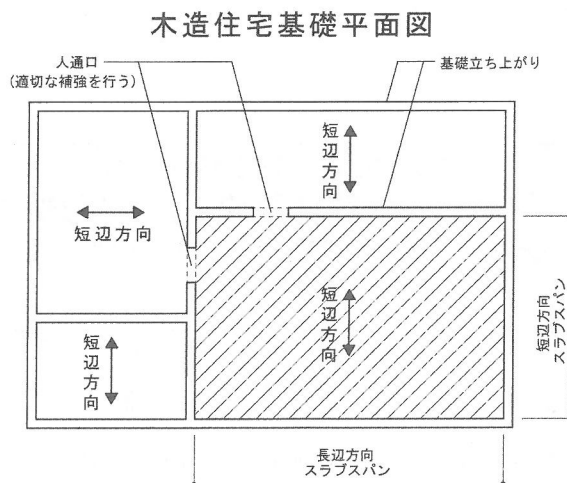 木造住宅基礎平面図
人通口
(適切な補強を行う)
基礎立ち上がり
短辺方向
短辺方向
短辺方向
短辺方向
短辺方向
スラブスパン
長辺方向
スラブスパン